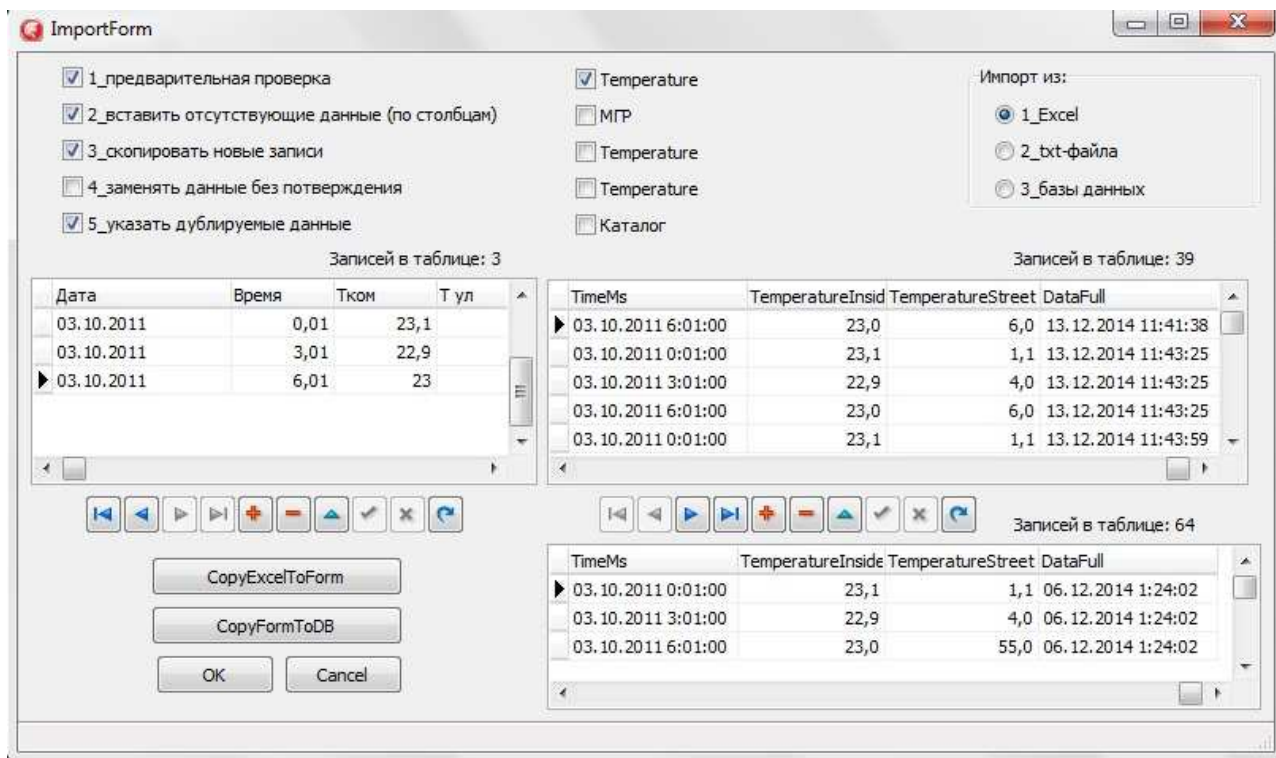 ImportForm
1_предварительная проверка
2_вставить отсутствующие данные (по столбцам)
3_скопировать новые записи
4_заменять данные без потверждения
5_указать дублируемые данные
Temperature
МГР
Temperature
Temperature
Каталог
Импорт из:
1_Excel
2_txt-файла
3_базы данных
Записей в таблице: 3
Дата Время Тком Т ул
03.10.2011 0,01 23,1
03.10.2011 3,01 22,9
03.10.2011 6,01 23
Записей в таблице: 39
TimeMs TemperatureInsid TemperatureStreet DataFull
03.10.2011 6:01:00 23,0 6,0 13.12.2014 11:41:38
03.10.2011 0:01:00 23,1 1,1 13.12.2014 11:43:25
03.10.2011 3:01:00 22,9 4,0 13.12.2014 11:43:25
03.10.2011 6:01:00 23,0 6,0 13.12.2014 11:43:25
03.10.2011 0:01:00 23,1 1,1 13.12.2014 11:43:59
Записей в таблице: 64
TimeMs TemperatureInside TemperatureStreet DataFull
03.10.2011 0:01:00 23,1 1,1 06.12.2014 1:24:02
03.10.2011 3:01:00 22,9 4,0 06.12.2014 1:24:02
03.10.2011 6:01:00 23,0 55,0 06.12.2014 1:24:02
CopyExcelToForm
CopyFormToDB
OK Cancel